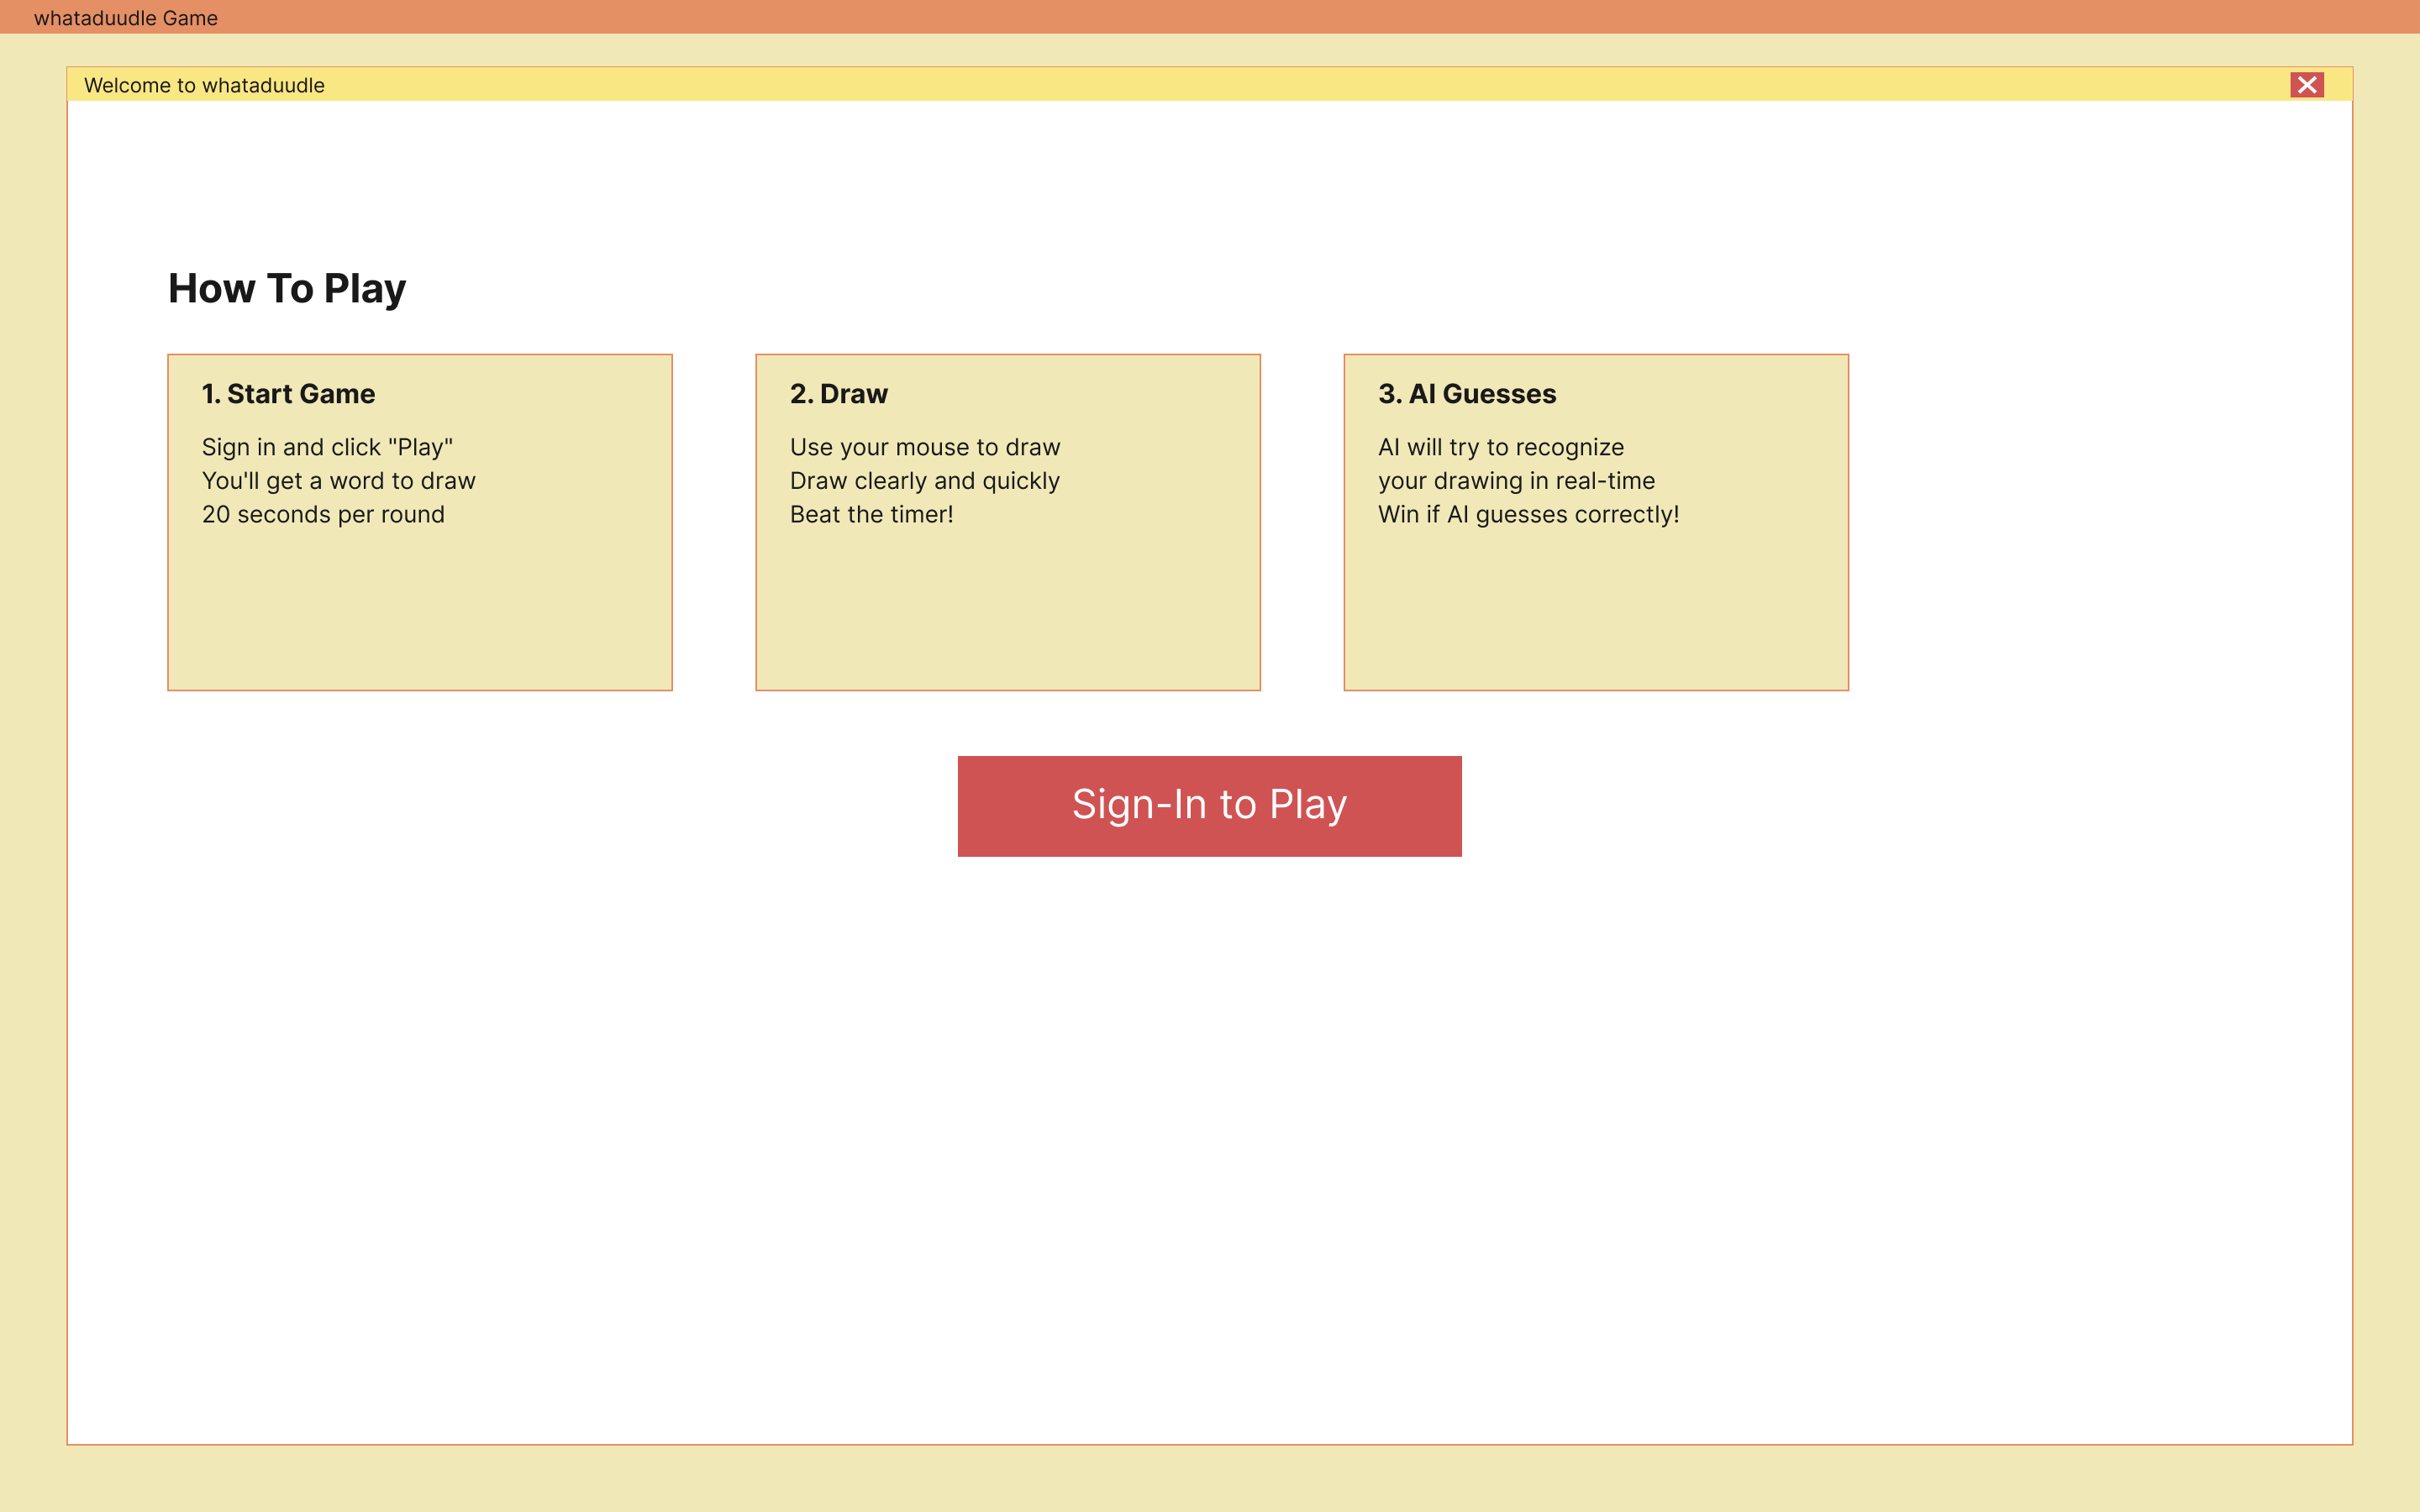 whataduudle Game
Welcome to whataduudle
How To Play
1. Start Game
Sign in and click "Play"
You'll get a word to draw
20 seconds per round
2. Draw
Use your mouse to draw
Draw clearly and quickly
Beat the timer!
3. AI Guesses
AI will try to recognize
your drawing in real-time
Win if AI guesses correctly!
Sign-In to Play